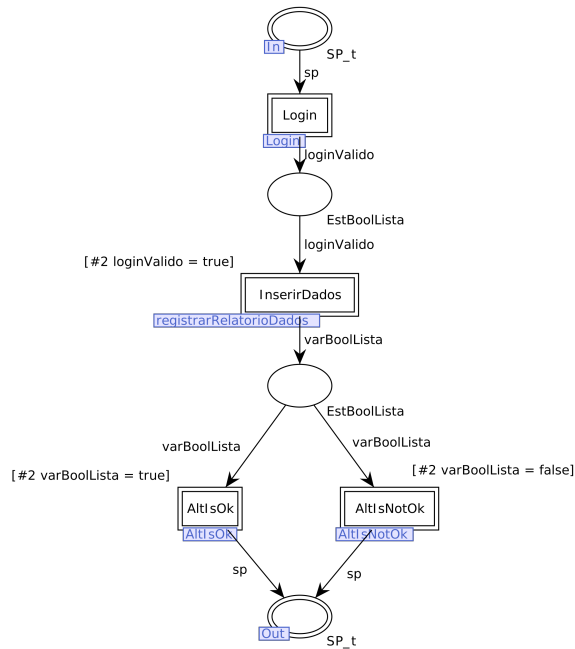 In
SP_t
sp
Login
Login
loginValido
EstBoolLista
loginValido
[#2 loginValido = true]
InserirDados
registrarRelatorioDados
varBoolLista
EstBoolLista
varBoolLista
varBoolLista
[#2 varBoolLista = true]
[#2 varBoolLista = false]
AltIsOk
AltIsNotOk
AltIsOk
AltIsNotOk
sp
sp
Out
SP_t